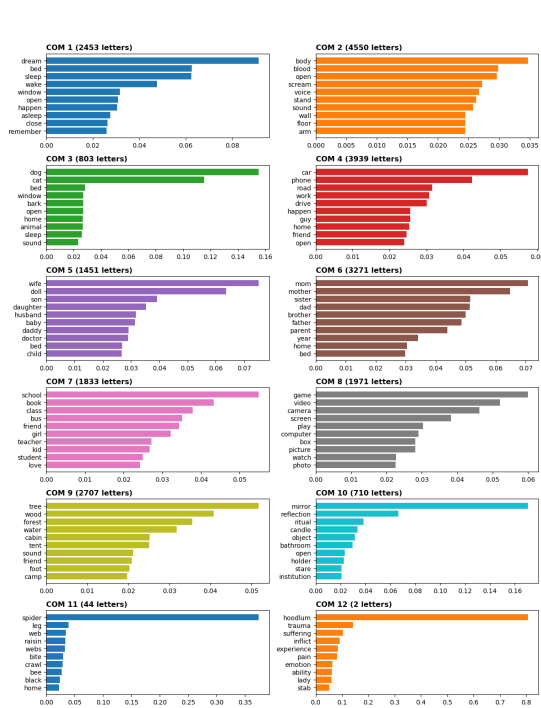 COM 1 (2453 letters)
dream
bed
sleep
wake
window
open
happen
asleep
close
remember
0.00 0.02 0.04 0.06 0.08
COM 2 (4550 letters)
body
blood
open
scream
voice
stand
sound
wall
floor
arm
0.000 0.005 0.010 0.015 0.020 0.025 0.030 0.035
COM 3 (803 letters)
dog
cat
bed
window
bark
open
home
animal
sleep
sound
0.00 0.02 0.04 0.06 0.08 0.10 0.12 0.14 0.16
COM 4 (3939 letters)
car
phone
road
work
drive
happen
guy
home
friend
open
0.00 0.01 0.02 0.03 0.04 0.05
COM 5 (1451 letters)
wife
doll
son
daughter
husband
baby
daddy
doctor
bed
child
0.00 0.01 0.02 0.03 0.04 0.05 0.06 0.07
COM 6 (3271 letters)
mom
mother
sister
dad
brother
father
parent
year
home
bed
0.00 0.01 0.02 0.03 0.04 0.05 0.06 0.07
COM 7 (1833 letters)
school
book
class
bus
friend
girl
teacher
kid
student
love
0.00 0.01 0.02 0.03 0.04 0.05
COM 8 (1971 letters)
game
video
camera
screen
play
computer
box
picture
watch
photo
0.00 0.01 0.02 0.03 0.04 0.05 0.06
COM 9 (2707 letters)
tree
wood
forest
water
cabin
tent
sound
friend
foot
camp
0.00 0.01 0.02 0.03 0.04 0.05
COM 10 (710 letters)
mirror
reflection
ritual
candle
object
bathroom
open
holder
stare
institution
0.00 0.02 0.04 0.06 0.08 0.10 0.12 0.14 0.16
COM 11 (44 letters)
spider
leg
web
raisin
webs
bite
crawl
bee
black
home
0.00 0.05 0.10 0.15 0.20 0.25 0.30 0.35
COM 12 (2 letters)
hoodlum
trauma
suffering
inflict
experience
pain
emotion
ability
lady
stab
0.0 0.1 0.2 0.3 0.4 0.5 0.6 0.7 0.8